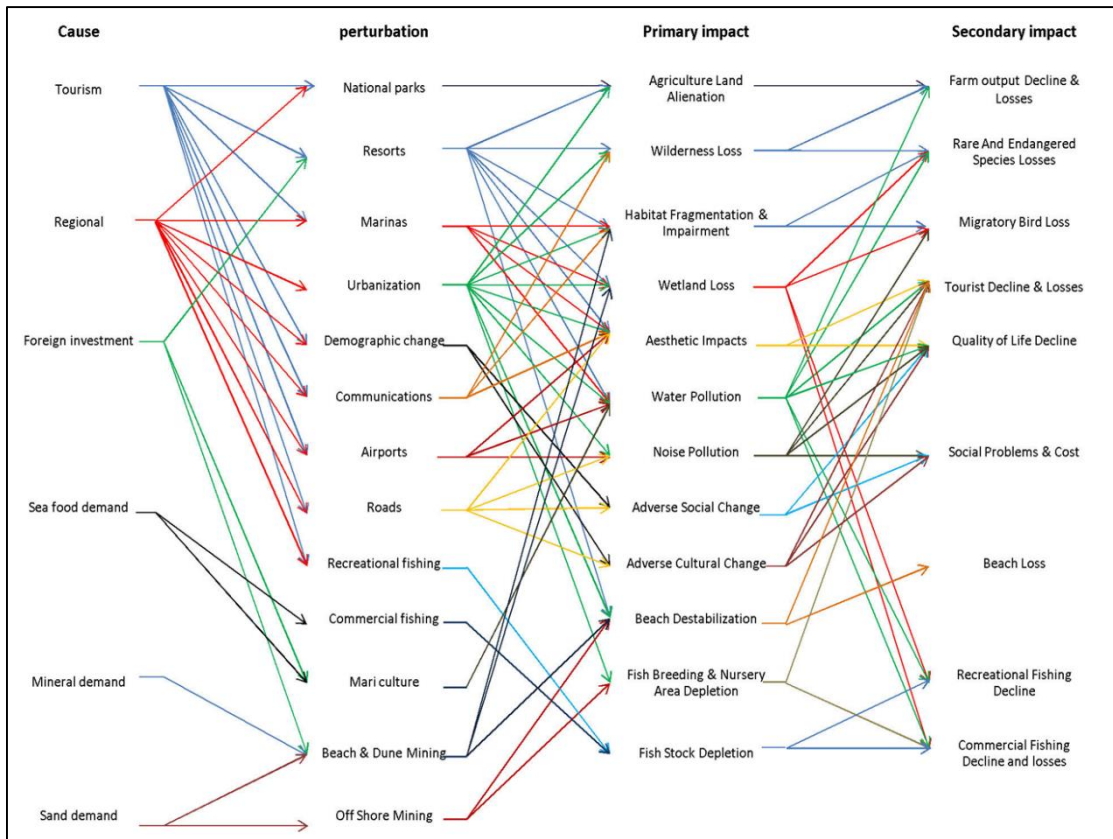 Cause
perturbation
Primary impact
Secondary impact
Tourism
Regional
Foreign investment
Sea food demand
Mineral demand
Sand demand
National parks
Resorts
Marinas
Urbanization
Demographic change
Communications
Airports
Roads
Recreational fishing
Commercial fishing
Mari culture
Beach & Dune Mining
Off Shore Mining
Agriculture Land
Alienation
Wilderness Loss
Habitat Fragmentation &
Impairment
Wetland Loss
Aesthetic Impacts
Water Pollution
Noise Pollution
Adverse Social Change
Adverse Cultural Change
Beach Destabilization
Fish Breeding & Nursery
Area Depletion
Fish Stock Depletion
Farm output Decline &
Losses
Rare And Endangered
Species Losses
Migratory Bird Loss
Tourist Decline & Losses
Quality of Life Decline
Social Problems & Cost
Beach Loss
Recreational Fishing
Decline
Commercial Fishing
Decline and losses